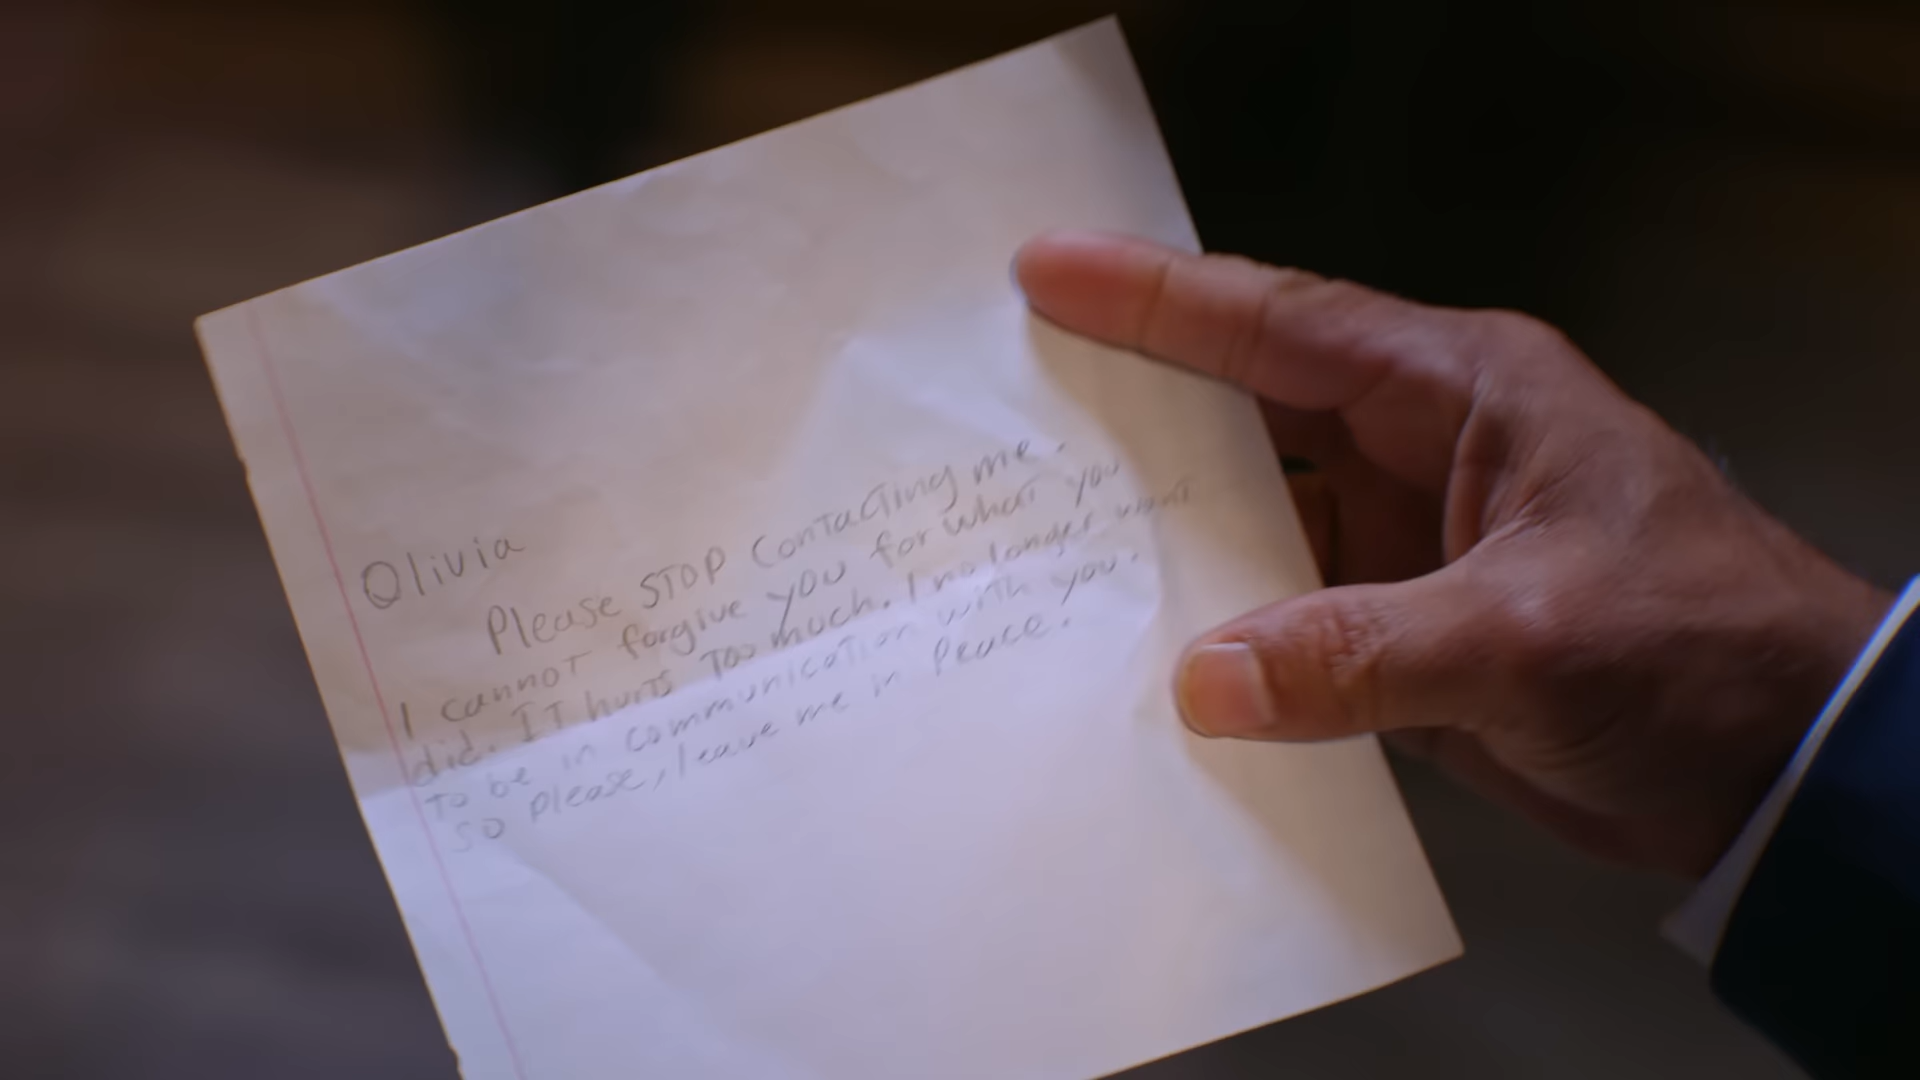 Olivia
Please STOP Contacting me.
I cannot forgive you for what you
did. IT hurts Too much. I no longer want
To be in communication with you.
So please, leave me in Peace.